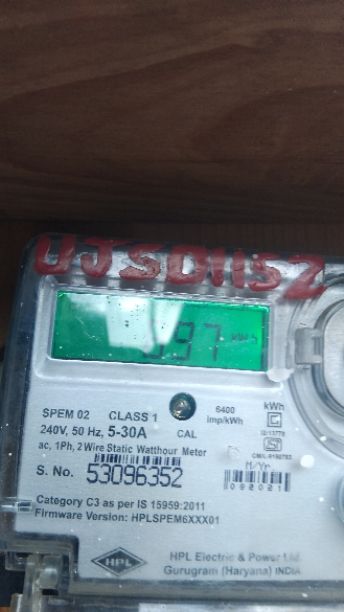 UJSD1152
kWh
SPEM 02 CLASS 1
240V, 50 Hz, 5-30A CAL
6400
imp/kWh
kWh
ac, 1Ph, 2 Wire Static Watthour Meter
S. No. 53096352
M/Yr
Category C3 as per IS 15959:2011
Firmware Version: HPLSPEM6XXX01
HPL
HPL Electric & Power Ltd.
Gurugram (Haryana) INDIA